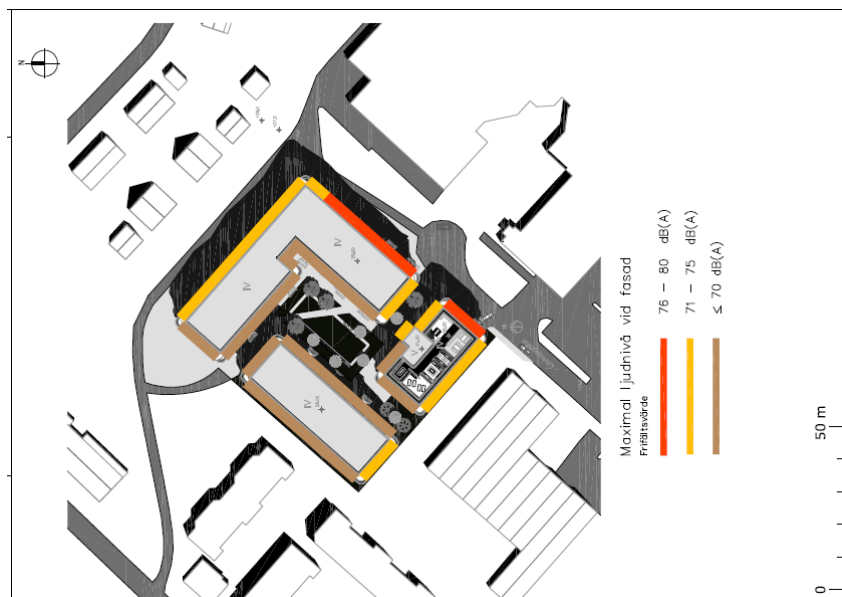 N
IV
IV
IV
V
Maximal ljudnivå vid fasad
Frifältsvärde
76 – 80 dB(A)
71 – 75 dB(A)
≤ 70 dB(A)
50 m
0